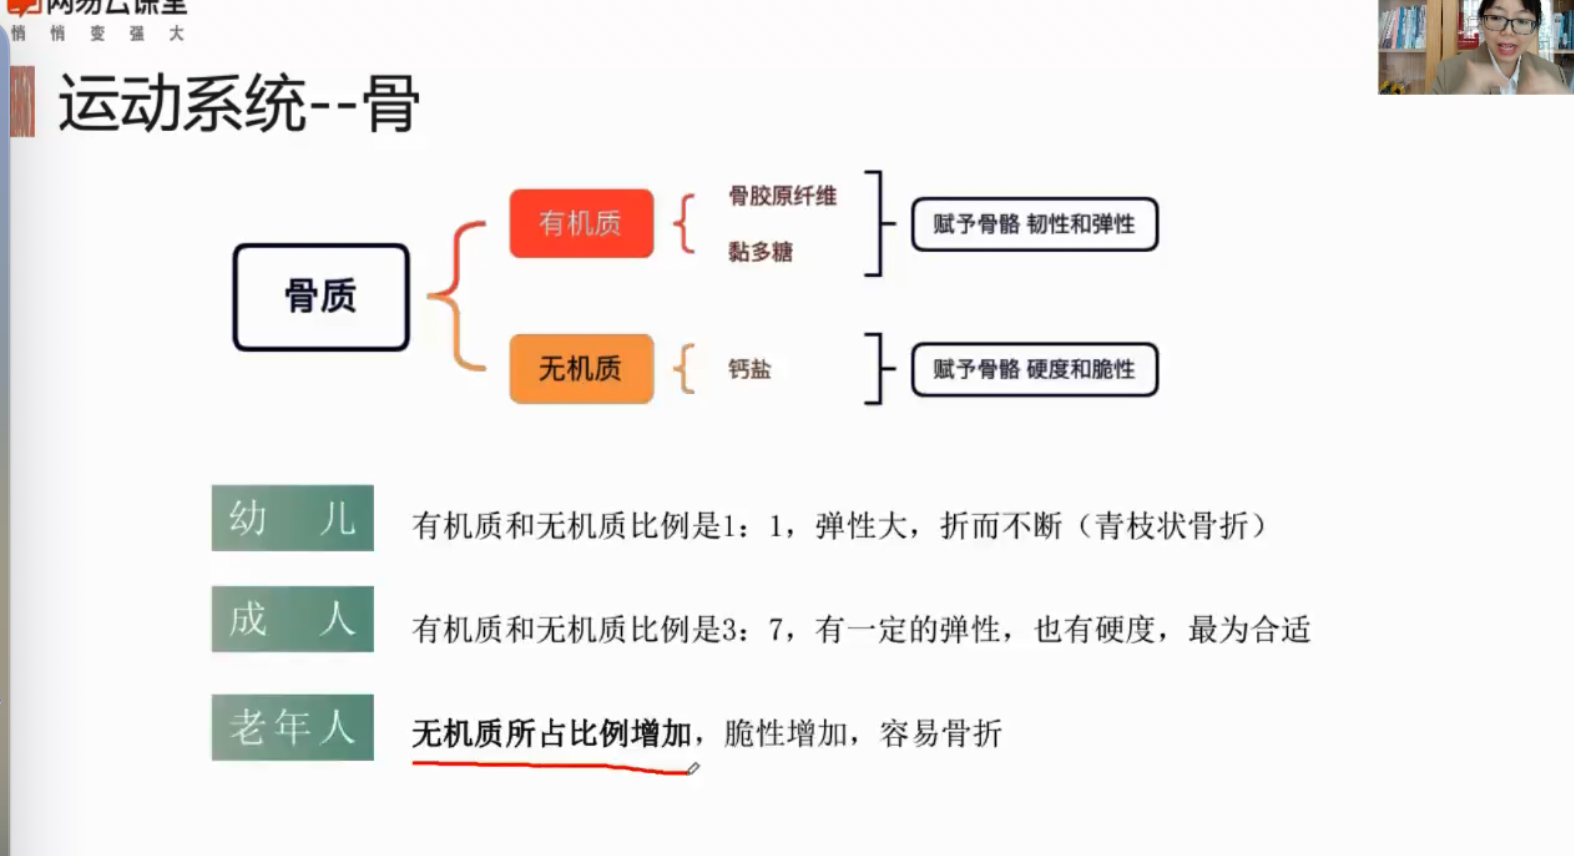 网易云课堂
悄悄变强大
运动系统--骨
骨质
有机质
骨胶原纤维
黏多糖
赋予骨骼 韧性和弹性
无机质
钙盐
赋予骨骼 硬度和脆性
幼 儿
有机质和无机质比例是1：1，弹性大，折而不断（青枝状骨折）
成 人
有机质和无机质比例是3：7，有一定的弹性，也有硬度，最为合适
老年人
无机质所占比例增加，脆性增加，容易骨折